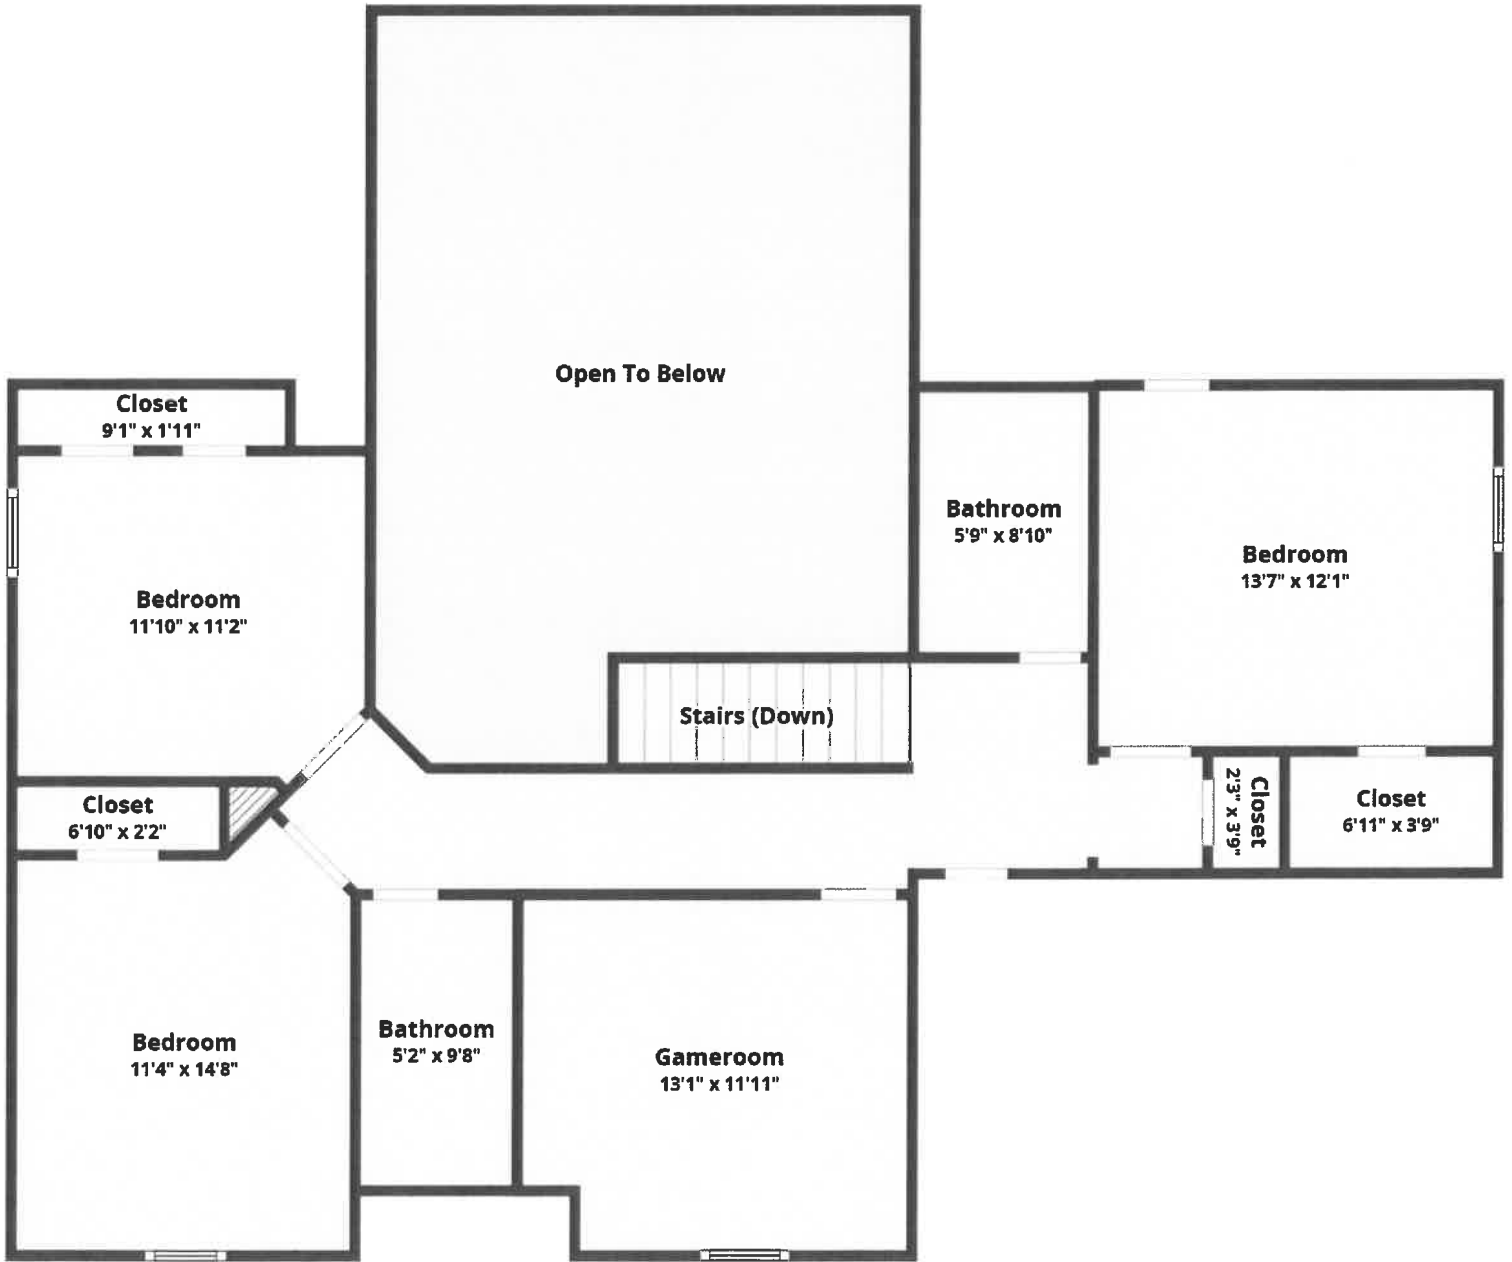 Open To Below
Closet
9'1" x 1'11"
Bathroom
5'9" x 8'10"
Bedroom
13'7" x 12'1"
Bedroom
11'10" x 11'2"
Stairs (Down)
Closet
6'10" x 2'2"
Closet
2'3" x 3'9"
Closet
6'11" x 3'9"
Bedroom
11'4" x 14'8"
Bathroom
5'2" x 9'8"
Gameroom
13'1" x 11'11"